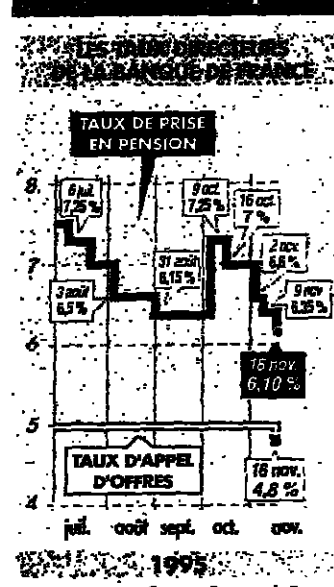 LES TAUX DIRECTEURS
DE LA BANQUE DE FRANCE
TAUX DE PRISE
EN PENSION
8
6 juil.
7,25 %
9 oct.
7,25 %
16 oct.
7 %
7
3 août
6,5 %
31 août
6,15 %
2 nov.
6,6 %
9 nov.
6,35 %
6
16 nov.
6,10 %
5
TAUX D'APPEL
D'OFFRES
16 nov.
4,8 %
4
juil. août sept. oct. nov.
1995